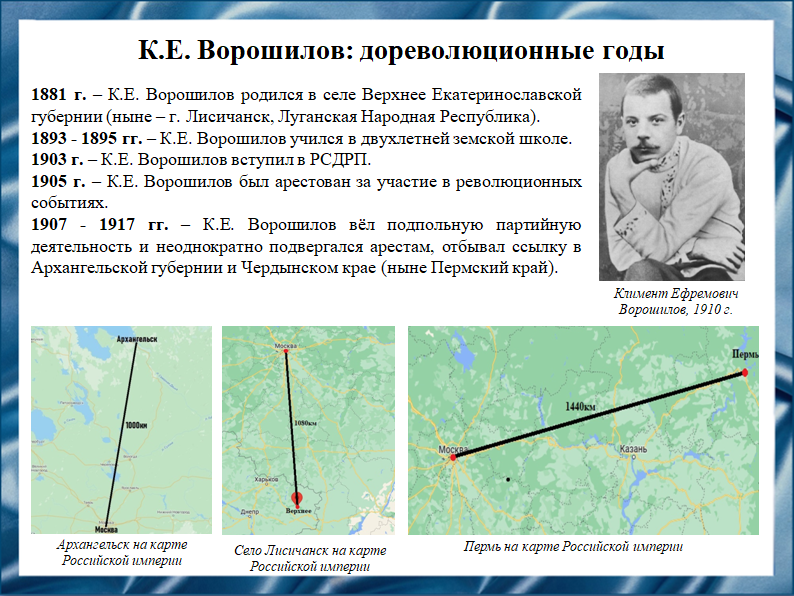 К.Е. Ворошилов: дореволюционные годы
1881 г. – К.Е. Ворошилов родился в селе Верхнее Екатеринославской
губернии (ныне – г. Лисичанск, Луганская Народная Республика).
1893 - 1895 гг. – К.Е. Ворошилов учился в двухлетней земской школе.
1903 г. – К.Е. Ворошилов вступил в РСДРП.
1905 г. – К.Е. Ворошилов был арестован за участие в революционных
событиях.
1907 - 1917 гг. – К.Е. Ворошилов вёл подпольную партийную
деятельность и неоднократно подвергался арестам, отбывал ссылку в
Архангельской губернии и Чердынском крае (ныне Пермский край).
Климент Ефремович
Ворошилов, 1910 г.
Архангельск
1000км
Москва
Архангельск на карте
Российской империи
Москва
1080км
Харьков
Днепр
Верхнее
Село Лисичанск на карте
Российской империи
Пермь
1440км
Москва
Казань
Пермь на карте Российской империи